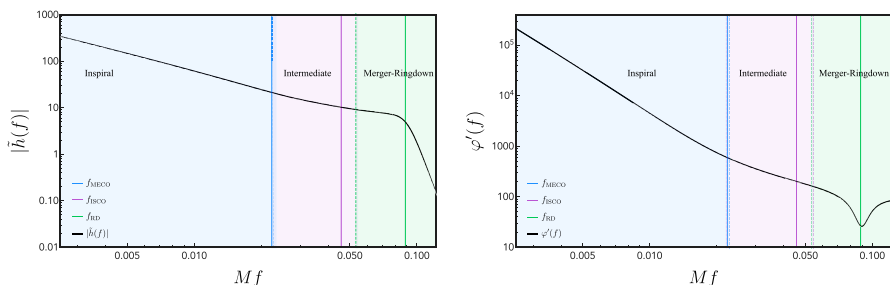 1000
100
10
1
0.10
0.01
|h̃(f)|
Inspiral
Intermediate
Merger-Ringdown
f_MECO
f_ISCO
f_RD
|h̃(f)|
0.005
0.010
0.050
0.100
M f
10^5
10^4
1000
100
10
φ′(f)
Inspiral
Intermediate
Merger-Ringdown
f_MECO
f_ISCO
f_RD
φ′(f)
0.005
0.010
0.050
0.100
M f